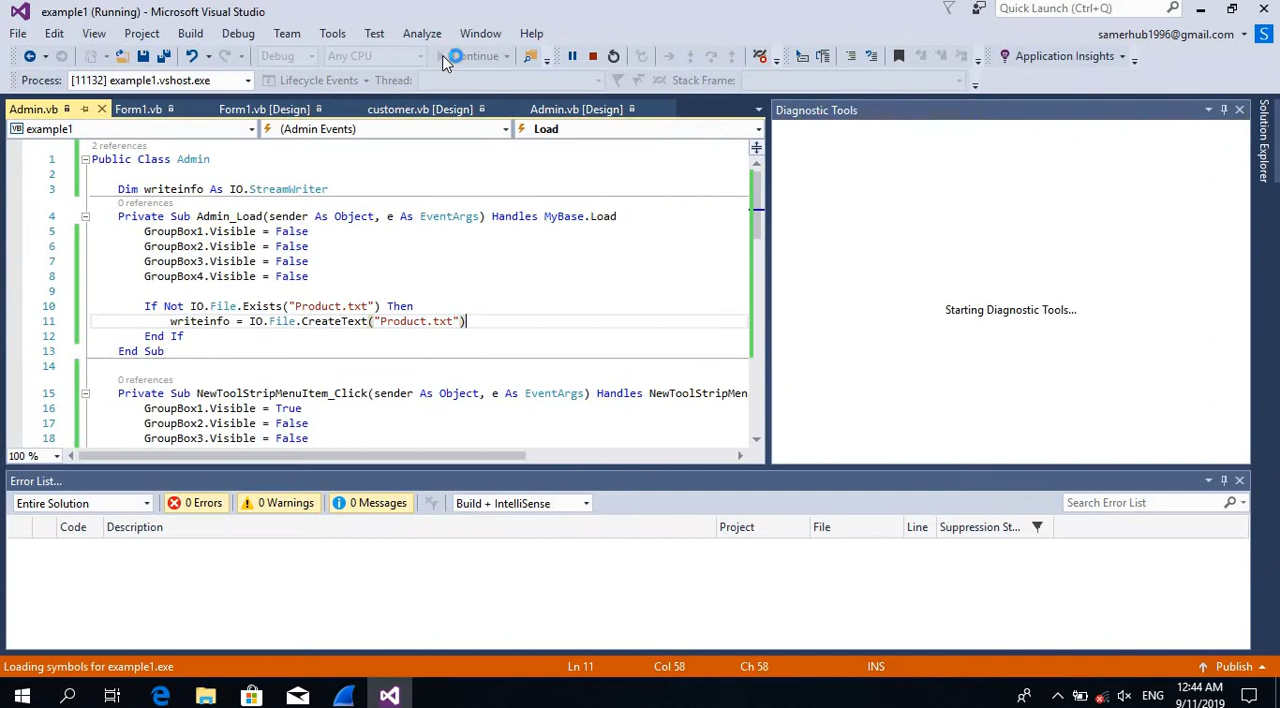 example1 (Running) - Microsoft Visual Studio
Quick Launch (Ctrl+Q)
File Edit View Project Build Debug Team Tools Test Analyze Window Help
samerhub1996@gmail.com S
Debug Any CPU Continue Application Insights
Process: [11132] example1.vshost.exe Lifecycle Events Thread: Stack Frame:
Admin.vb Form1.vb Form1.vb [Design] customer.vb [Design] Admin.vb [Design]
VB example1 (Admin Events) Load
2 references
1 Public Class Admin
2
3 Dim writeinfo As IO.StreamWriter
0 references
4 Private Sub Admin_Load(sender As Object, e As EventArgs) Handles MyBase.Load
5 GroupBox1.Visible = False
6 GroupBox2.Visible = False
7 GroupBox3.Visible = False
8 GroupBox4.Visible = False
9
10 If Not IO.File.Exists("Product.txt") Then
11 writeinfo = IO.File.CreateText("Product.txt")
12 End If
13 End Sub
14
0 references
15 Private Sub NewToolStripMenuItem_Click(sender As Object, e As EventArgs) Handles NewToolStripMen
16 GroupBox1.Visible = True
17 GroupBox2.Visible = False
18 GroupBox3.Visible = False
100 %
Diagnostic Tools
Starting Diagnostic Tools...
Solution Explorer
Error List...
Entire Solution 0 Errors 0 Warnings 0 Messages Build + IntelliSense Search Error List
Code Description Project File Line Suppression St...
Loading symbols for example1.exe Ln 11 Col 58 Ch 58 INS Publish
ENG 12:44 AM
9/11/2019